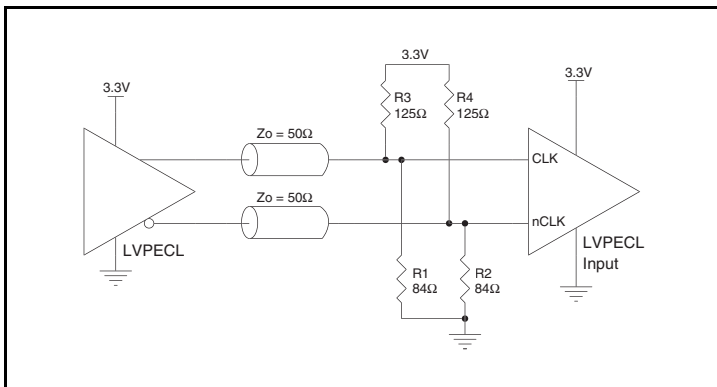 3.3V
3.3V
3.3V
R3
125Ω
R4
125Ω
Zo = 50Ω
CLK
Zo = 50Ω
nCLK
LVPECL
LVPECL
Input
R1
84Ω
R2
84Ω